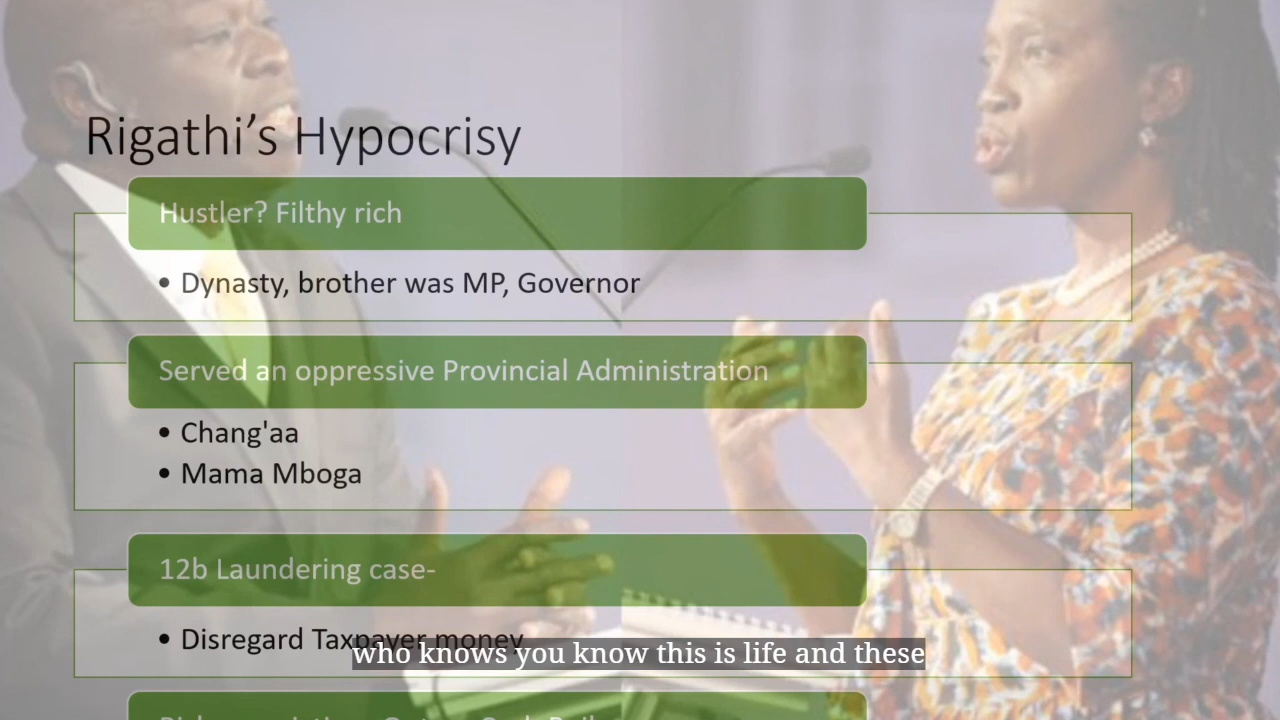 Rigathi's Hypocrisy
Hustler? Filthy rich
• Dynasty, brother was MP, Governor
Served an oppressive Provincial Administration
• Chang'aa
• Mama Mboga
12b Laundering case-
• Disregard Taxpayer money
who knows you know this is life and these